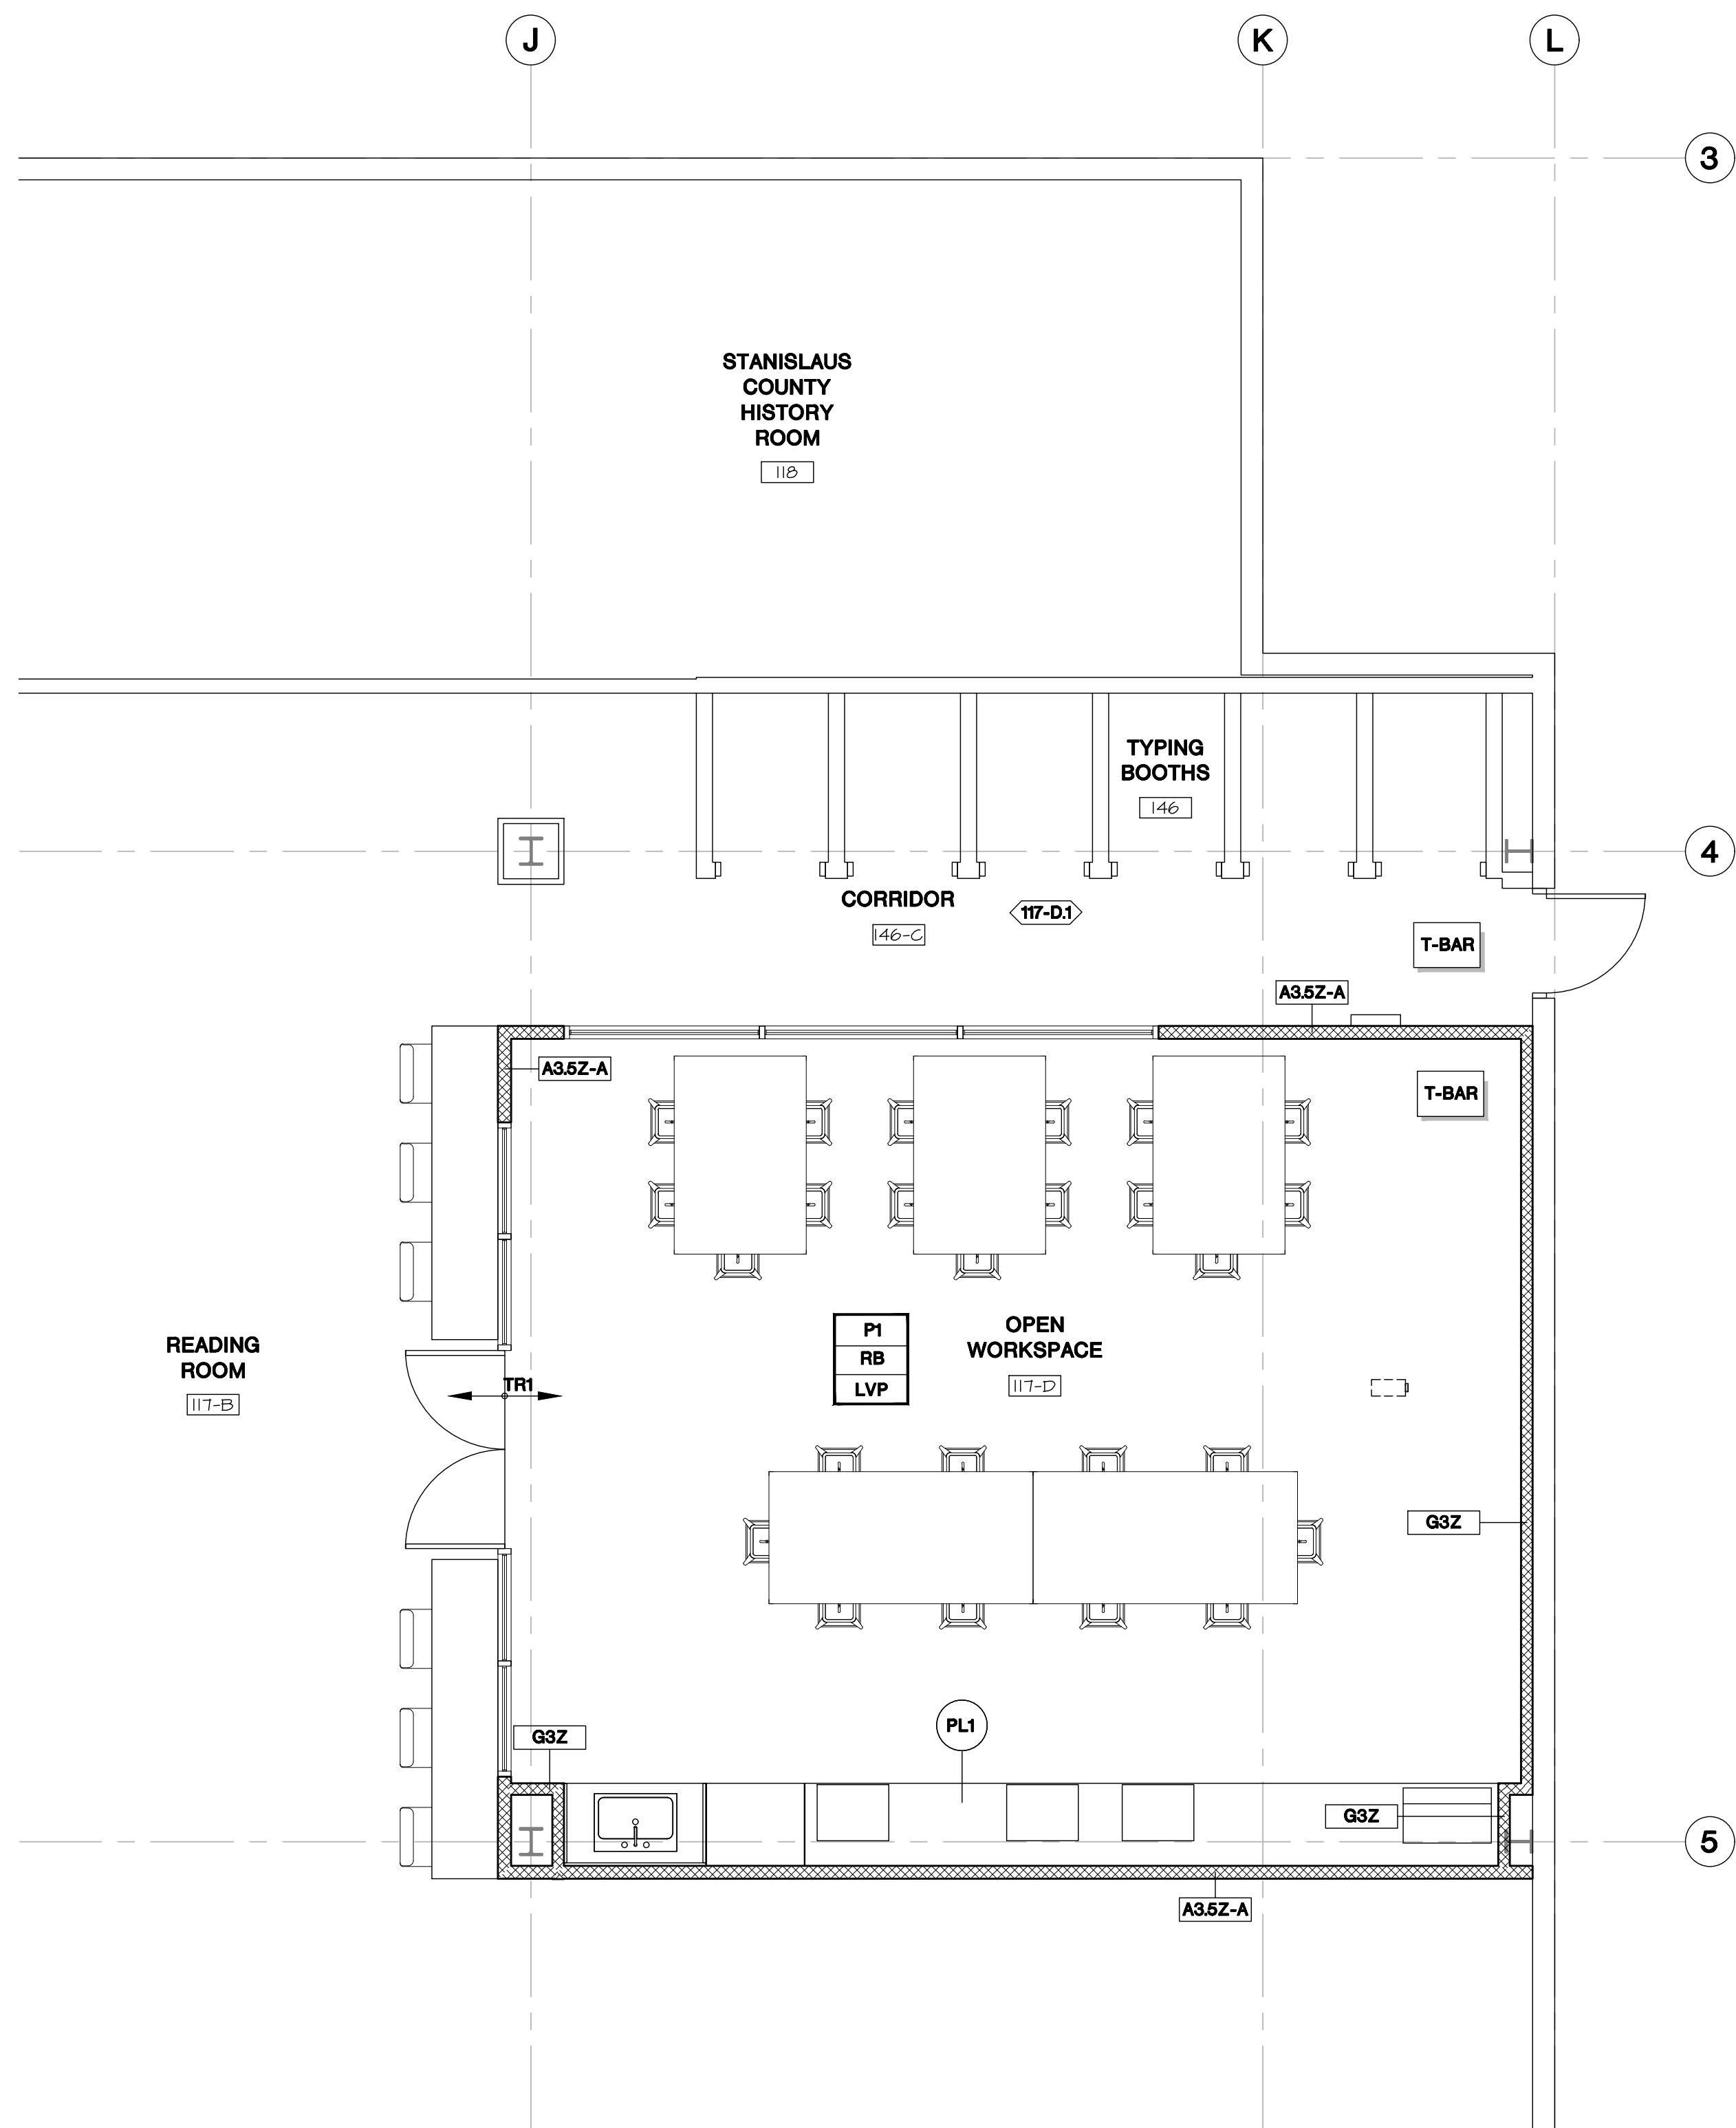 J
K
L
3
STANISLAUS
COUNTY
HISTORY
ROOM
118
TYPING
BOOTHS
146
4
CORRIDOR
146-C
117-D.1
T-BAR
A3.5Z-A
A3.5Z-A
T-BAR
READING
ROOM
117-B
TR1
P1
RB
LVP
OPEN
WORKSPACE
117-D
G3Z
PL1
G3Z
G3Z
5
A3.5Z-A